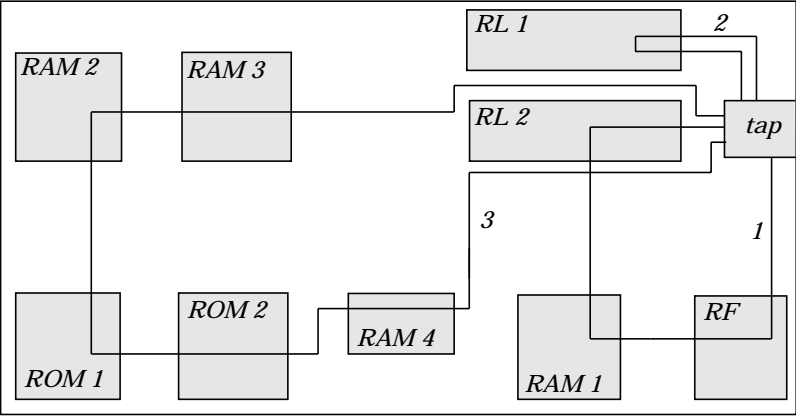 RL 1
2
RAM 2
RAM 3
RL 2
tap
3
1
ROM 2
RF
RAM 4
ROM 1
RAM 1